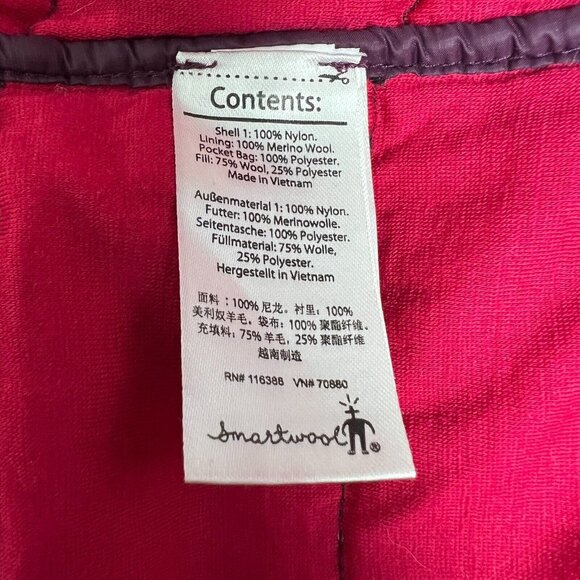 Contents:
Shell 1: 100% Nylon.
Lining: 100% Merino Wool.
Pocket Bag: 100% Polyester.
Fill: 75% Wool, 25% Polyester
Made in Vietnam
Außenmaterial 1: 100% Nylon.
Futter: 100% Merinowolle.
Seitentasche: 100% Polyester.
Füllmaterial: 75% Wolle,
25% Polyester.
Hergestellt in Vietnam
面料：100% 尼龙。衬里：100%
美利奴羊毛，袋布：100% 聚酯纤维。
充填料：75% 羊毛，25% 聚酯纤维
越南制造
RN# 116388 VN# 70880
Smartwool®